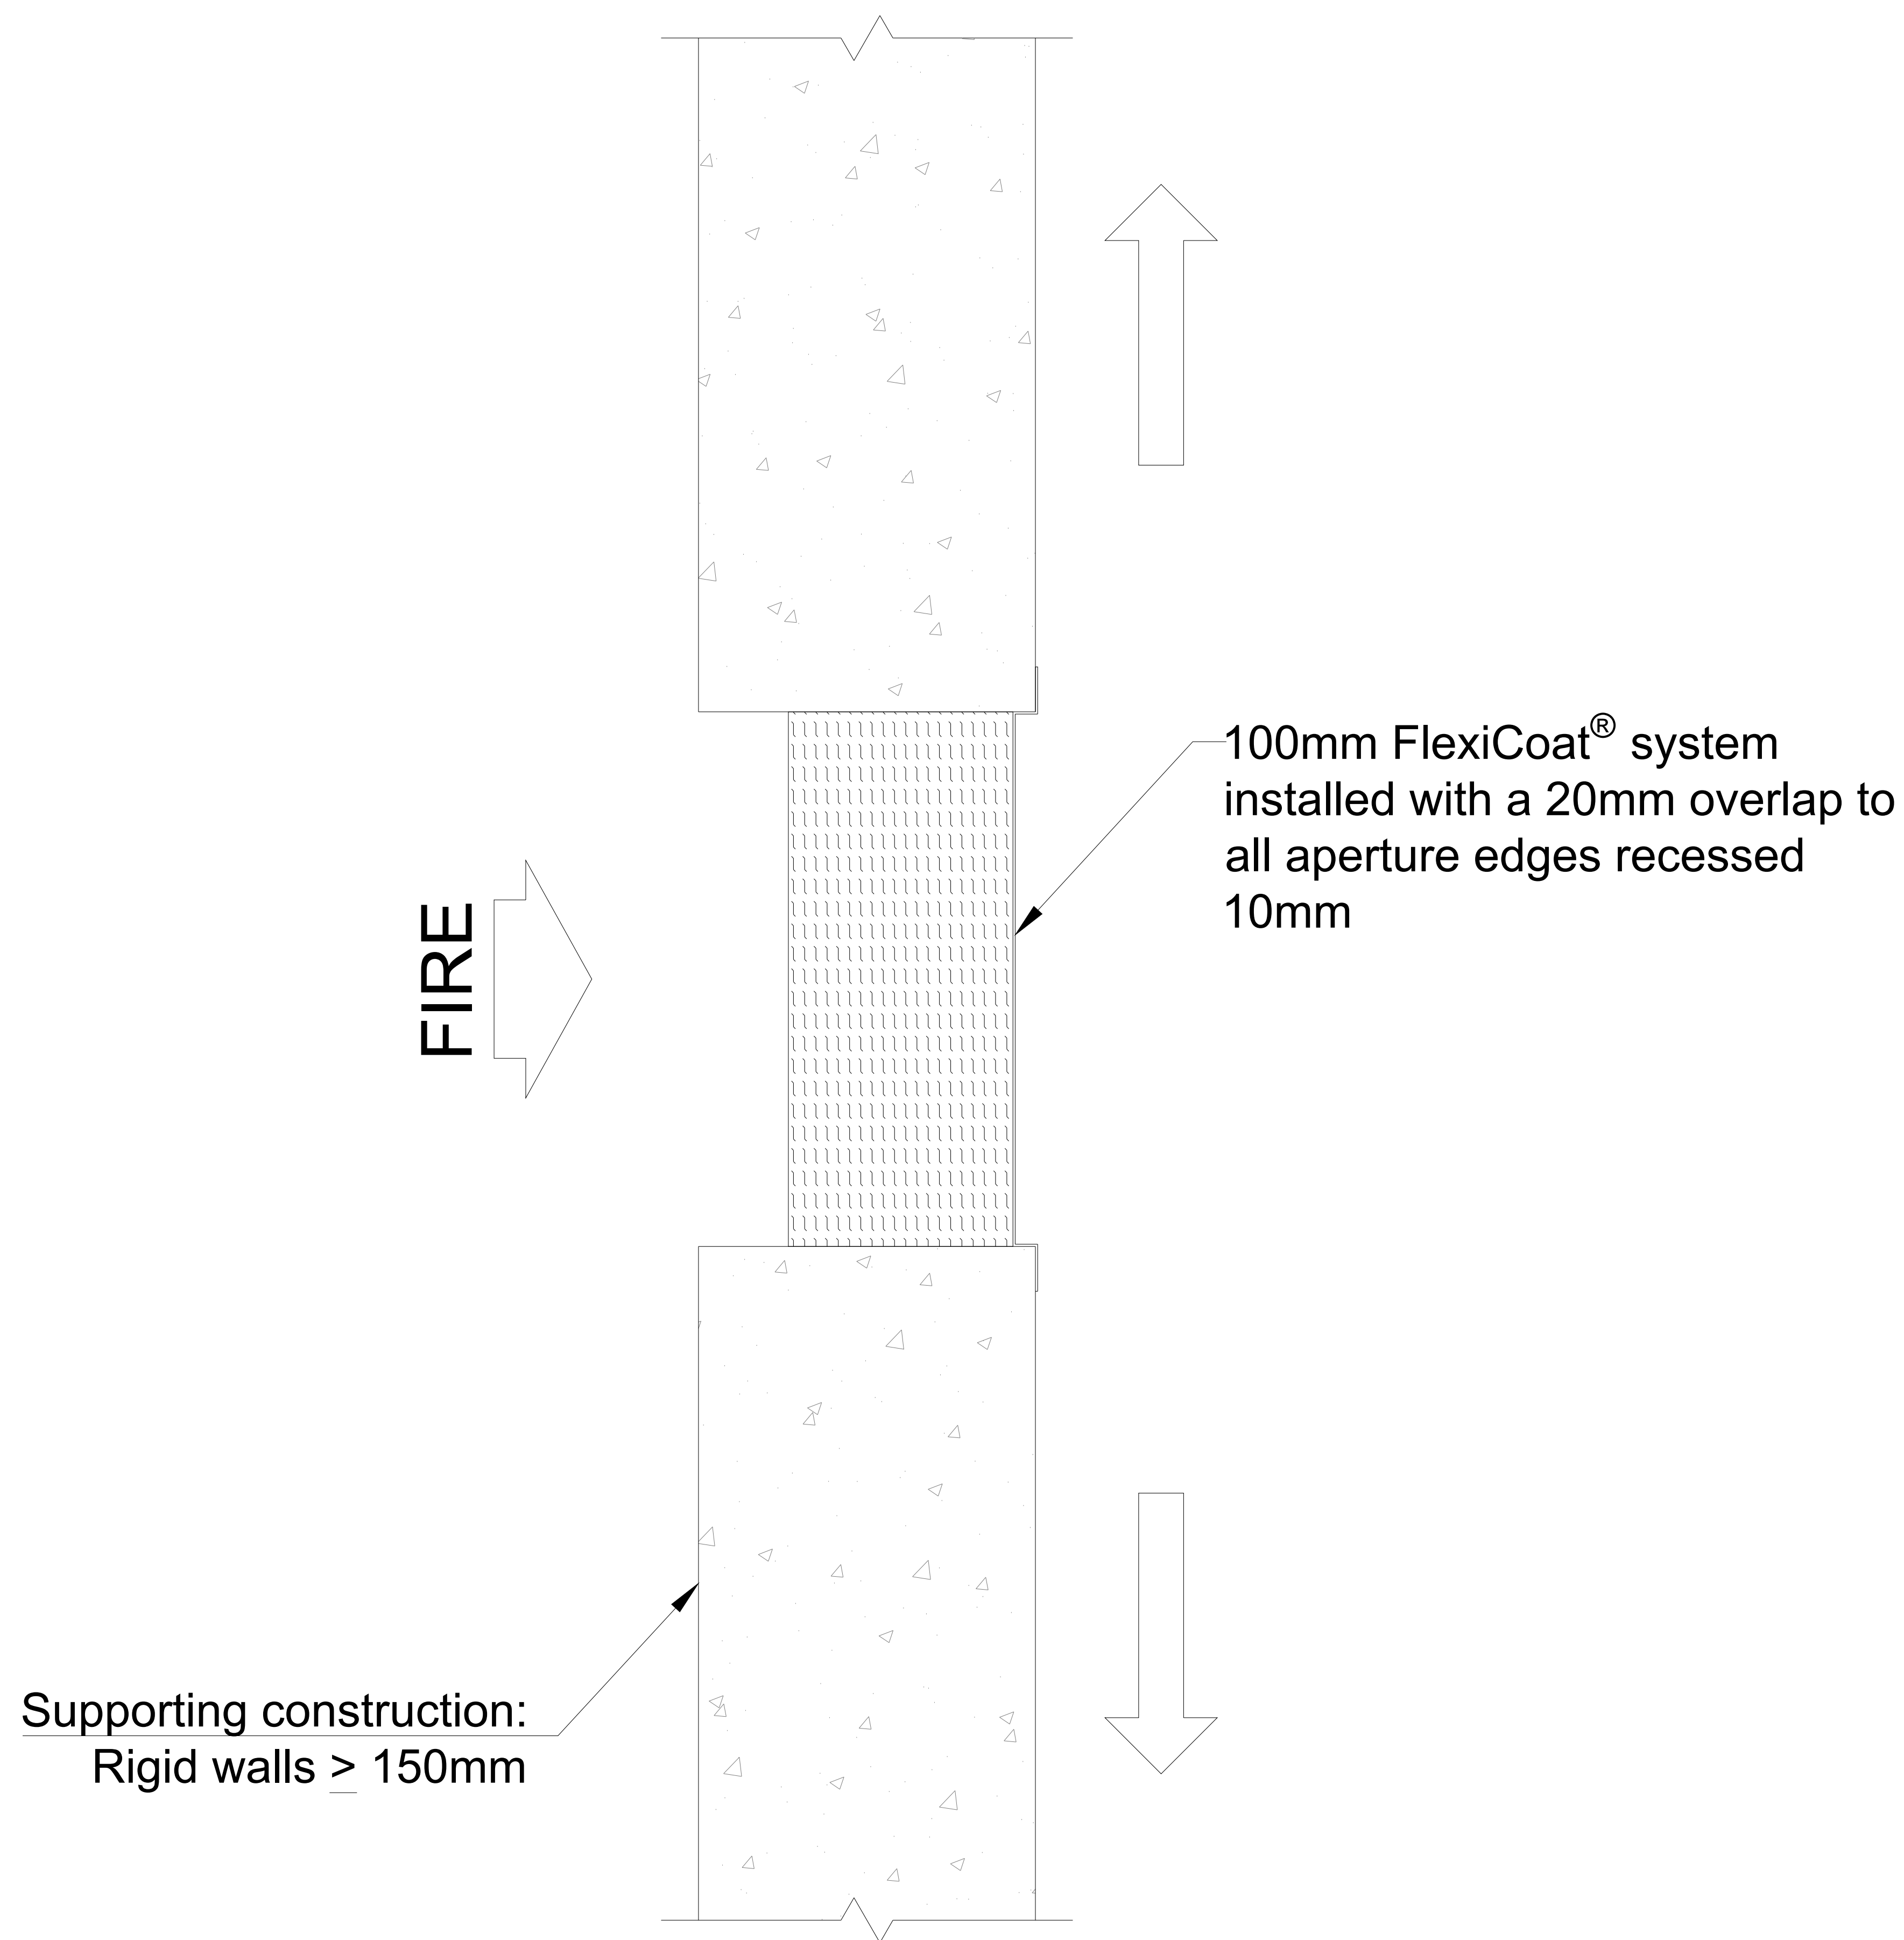 100mm FlexiCoat® system
installed with a 20mm overlap to
all aperture edges recessed
10mm
FIRE
Supporting construction:
Rigid walls ≥ 150mm